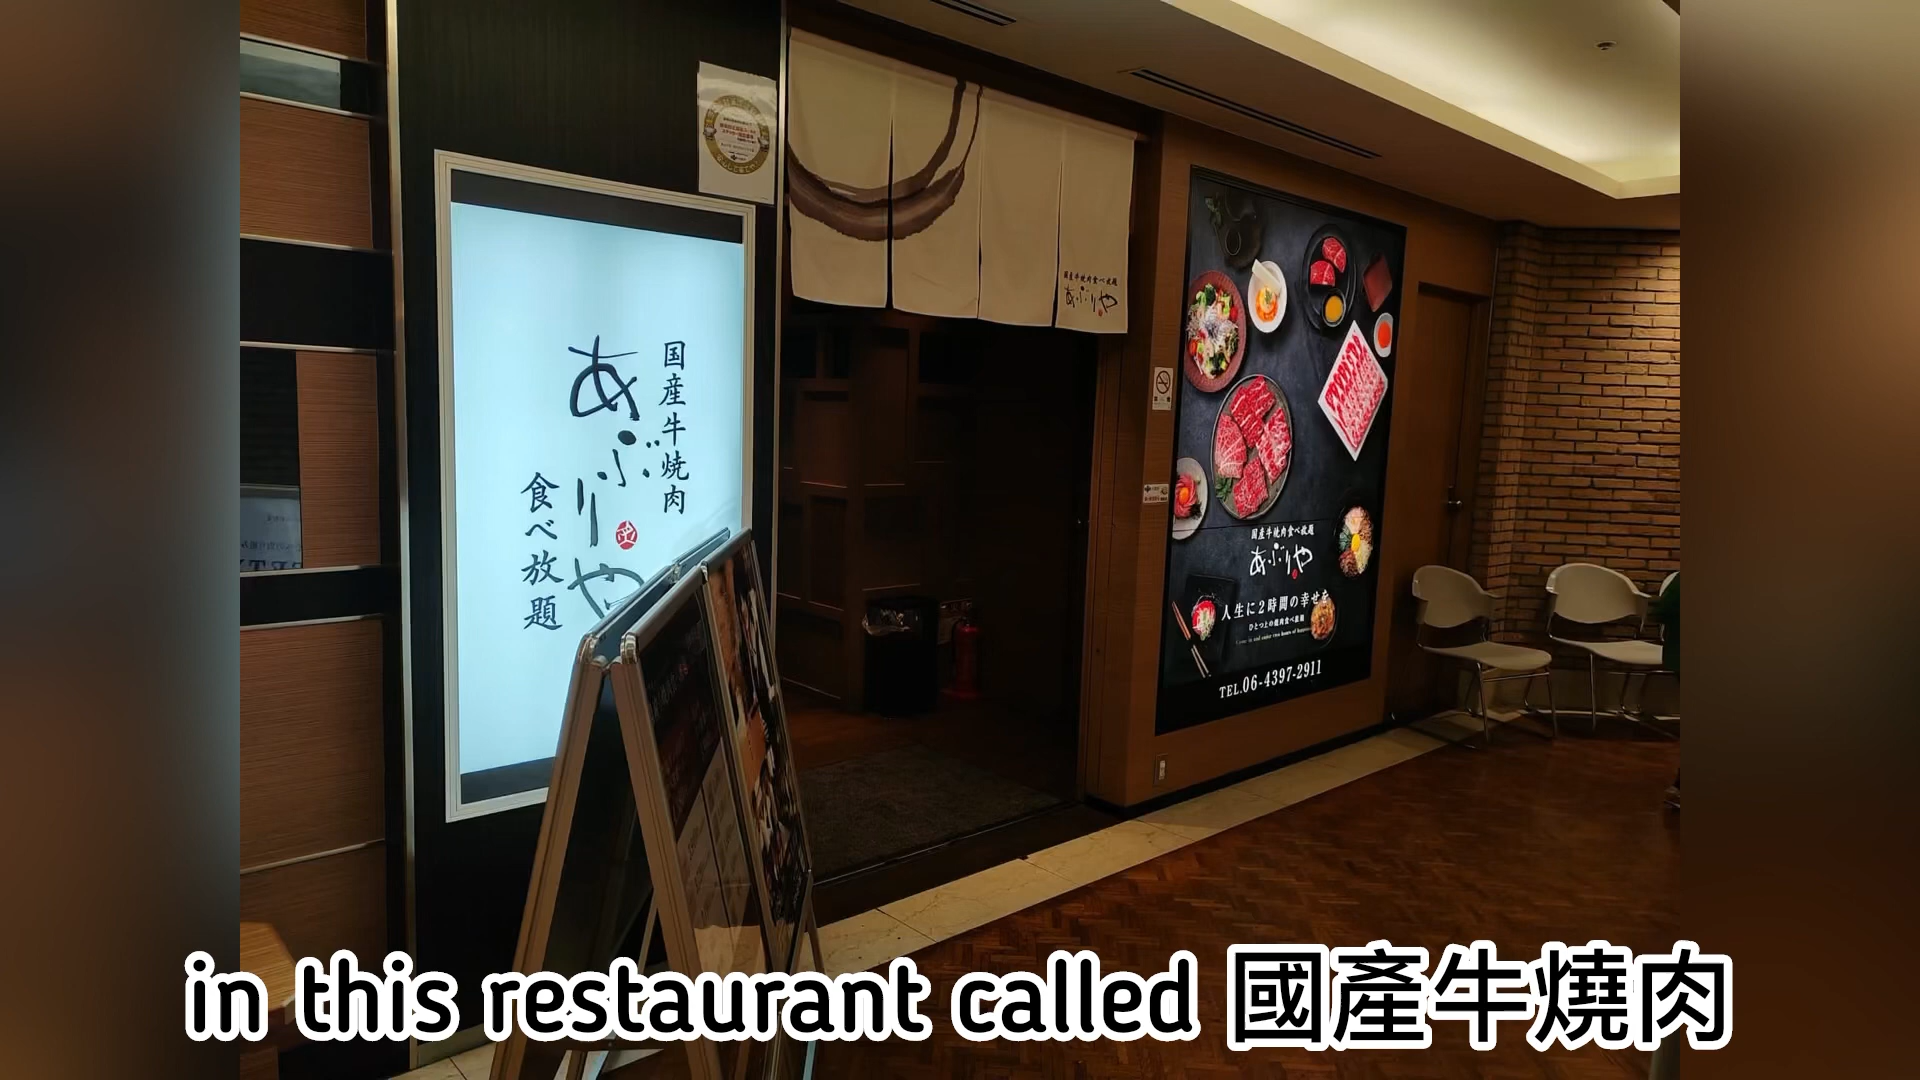 国産牛焼肉
あぶりや
食べ放題
国産牛焼肉食べ放題
あぶりや
国産牛焼肉食べ放題
あぶりや
人生に2時間の幸せを
ひとつ上の焼肉食べ放題
TEL.06-4397-2911
in this restaurant called 國產牛燒肉